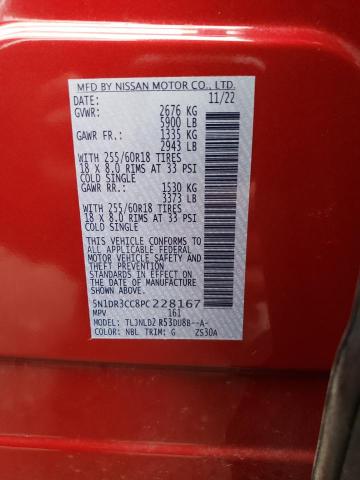 MFD BY NISSAN MOTOR CO., LTD.
DATE: 11/22
GVWR: 2676 KG
5900 LB
GAWR FR.: 1335 KG
2943 LB
WITH 255/60R18 TIRES
18 X 8.0 RIMS AT 33 PSI
COLD SINGLE
GAWR RR.: 1530 KG
3373 LB
WITH 255/60R18 TIRES
18 X 8.0 RIMS AT 33 PSI
COLD SINGLE
THIS VEHICLE CONFORMS TO ALL
APPLICABLE FEDERAL MOTOR
VEHICLE SAFETY STANDARDS IN
EFFECT ON THE DATE OF
MANUFACTURE SHOWN ABOVE.
5N1DR3CC8PC228167
MPV 161
MODEL: TLJNLDZ R53DU8B--A-
COLOR: NBL TRIM: G ZS30A